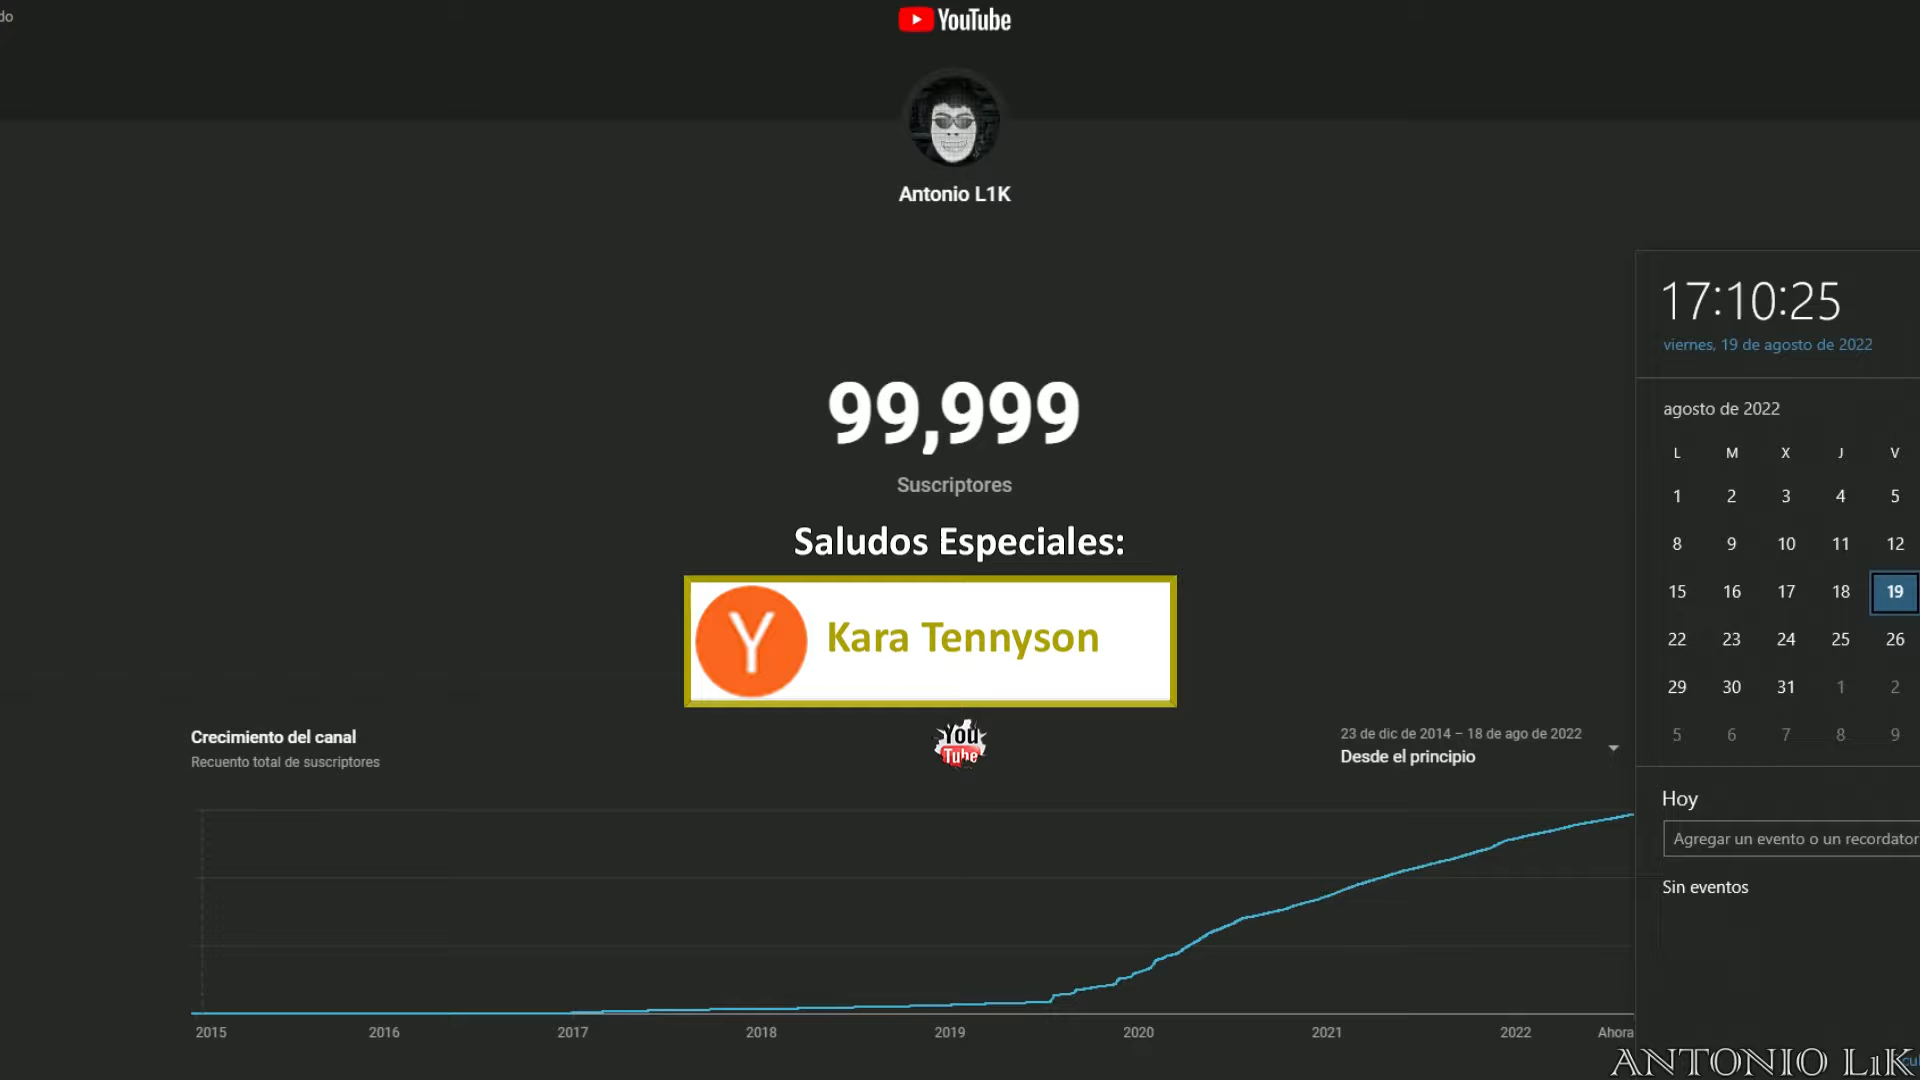 do
YouTube
Antonio L1K
99,999
Suscriptores
Saludos Especiales:
Y Kara Tennyson
17:10:25
viernes, 19 de agosto de 2022
agosto de 2022
L M X J V
1 2 3 4 5
8 9 10 11 12
15 16 17 18 19
22 23 24 25 26
29 30 31 1 2
5 6 7 8 9
Hoy
Agregar un evento o un recordator
Sin eventos
Crecimiento del canal
Recuento total de suscriptores
You
Tube
23 de dic de 2014 – 18 de ago de 2022
Desde el principio
2015 2016 2017 2018 2019 2020 2021 2022 Ahora
ANTONIO L1K